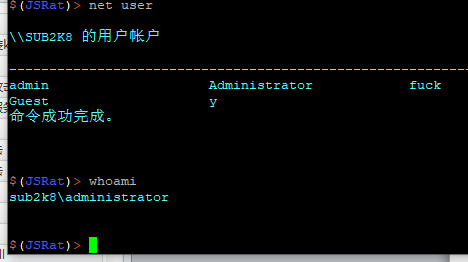 $(JSRat)> net user
\\SUB2K8 的用户帐户
-------------------------------------------------------------------------------
admin Administrator fuck
Guest y
命令成功完成。
$(JSRat)> whoami
sub2k8\administrator
$(JSRat)>